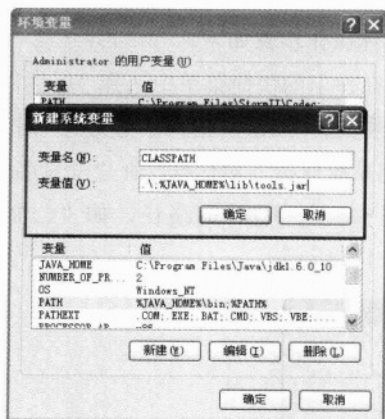 环境变量
Administrator 的用户变量(U)
变量 值
PATH C:\Program Files\StormII\Codec;
新建系统变量
变量名(N): CLASSPATH
变量值(V): .\;%JAVA_HOME%\lib\tools.jar
确定 取消
变量 值
JAVA_HOME C:\Program Files\Java\jdk1.6.0_10
NUMBER_OF_PR... 2
OS Windows_NT
PATH %JAVA_HOME%\bin;%PATH%
PATHEXT .COM;.EXE;.BAT;.CMD;.VBS;.VBE;....
新建(W) 编辑(I) 删除(L)
确定 取消